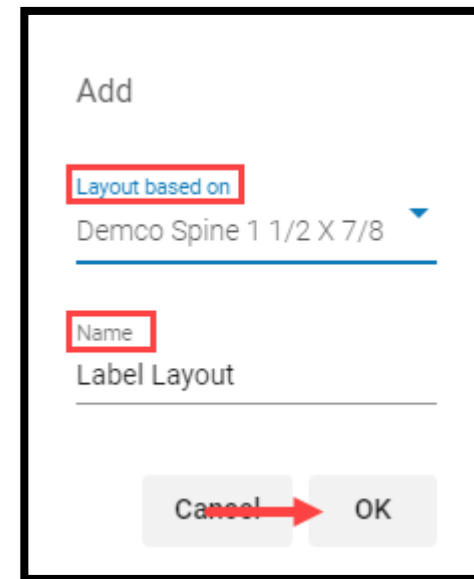 Add
Layout based on
Demco Spine 1 1/2 X 7/8
Name
Label Layout
Cancel OK